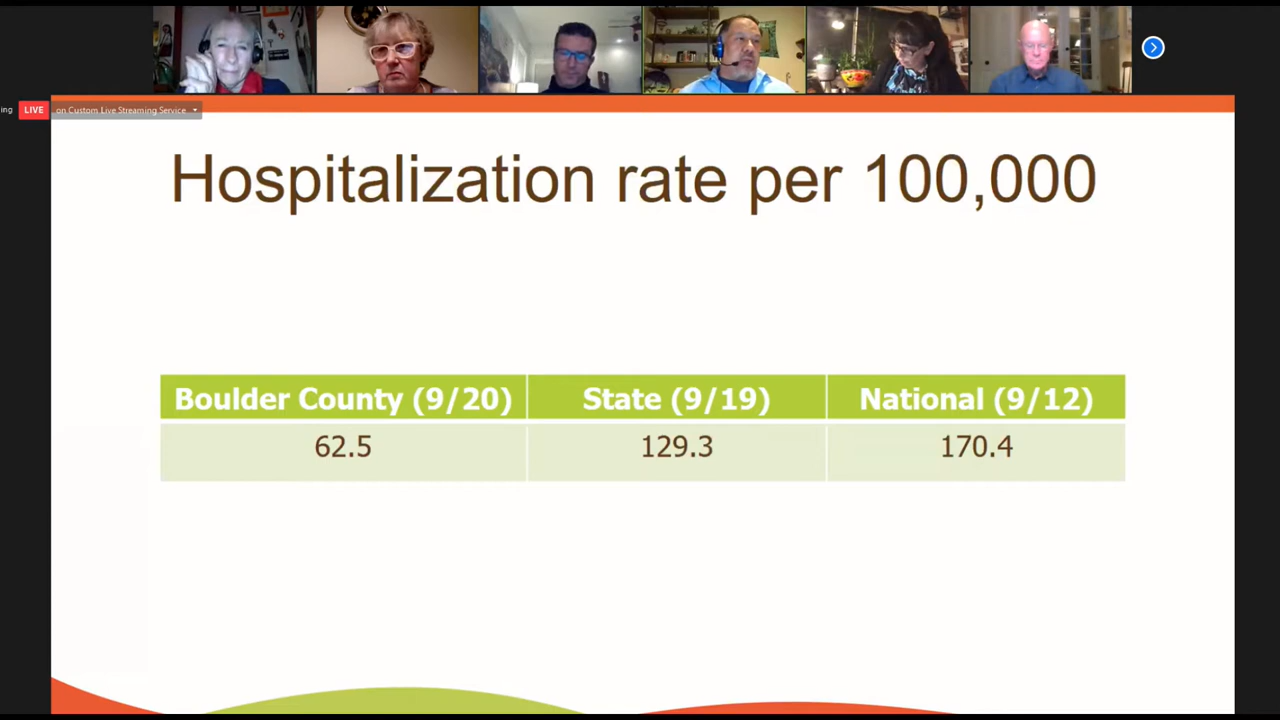 ing LIVE on Custom Live Streaming Service
Hospitalization rate per 100,000
Boulder County (9/20) State (9/19) National (9/12)
62.5 129.3 170.4